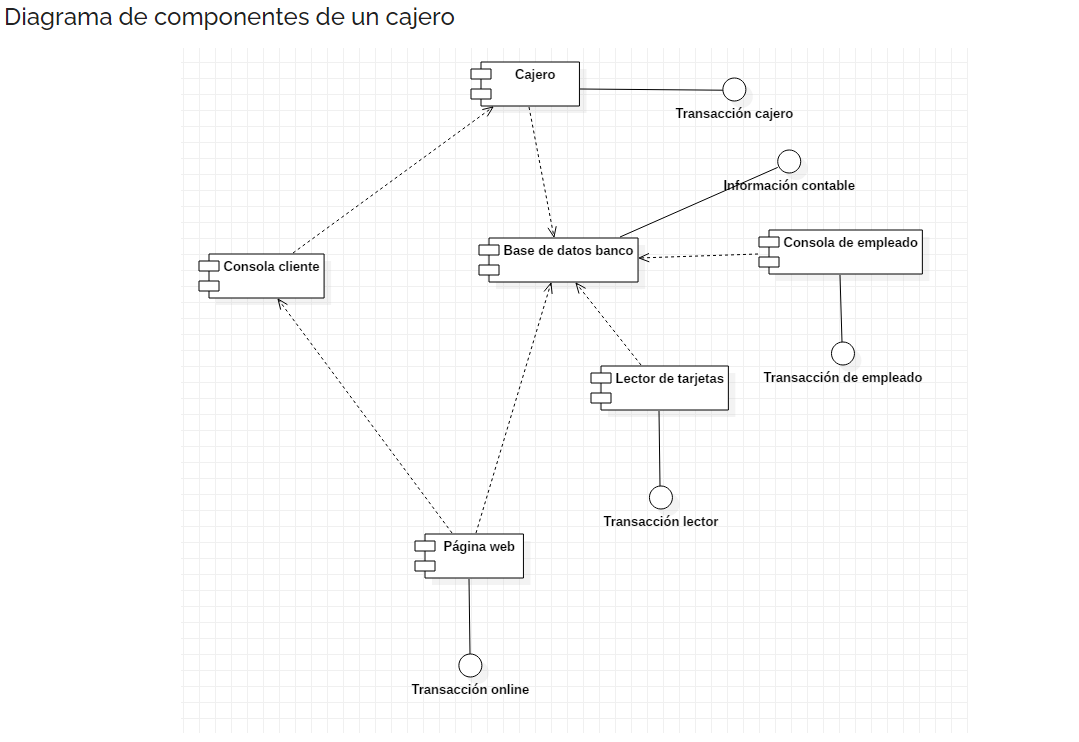 Diagrama de componentes de un cajero
Cajero
Transacción cajero
Información contable
Base de datos banco
Consola de empleado
Consola cliente
Lector de tarjetas
Transacción de empleado
Transacción lector
Página web
Transacción online